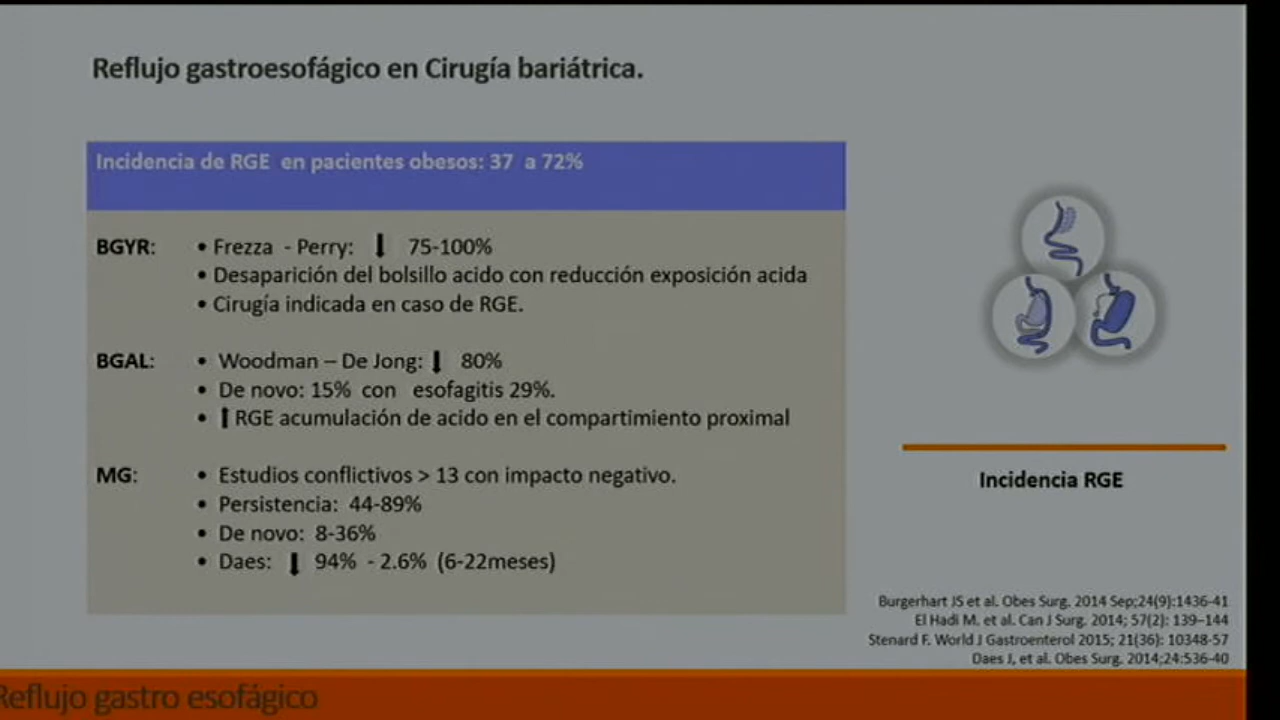 Reflujo gastroesofágico en Cirugía bariátrica.
Incidencia de RGE en pacientes obesos: 37 a 72%
BGYR: • Frezza - Perry: ⬇ 75-100%
• Desaparición del bolsillo acido con reducción exposición acida
• Cirugía indicada en caso de RGE.
BGAL: • Woodman – De Jong: ⬇ 80%
• De novo: 15% con esofagitis 29%.
• ⬆ RGE acumulación de acido en el compartimiento proximal
MG: • Estudios conflictivos > 13 con impacto negativo.
• Persistencia: 44-89%
• De novo: 8-36%
• Daes: ⬇ 94% - 2.6% (6-22meses)
Incidencia RGE
Burgerhart JS et al. Obes Surg. 2014 Sep;24(9):1436-41
El Hadi M. et al. Can J Surg. 2014; 57(2): 139–144
Stenard F. World J Gastroenterol 2015; 21(36): 10348-57
Daes J, et al. Obes Surg. 2014;24:536-40
Reflujo gastro esofágico